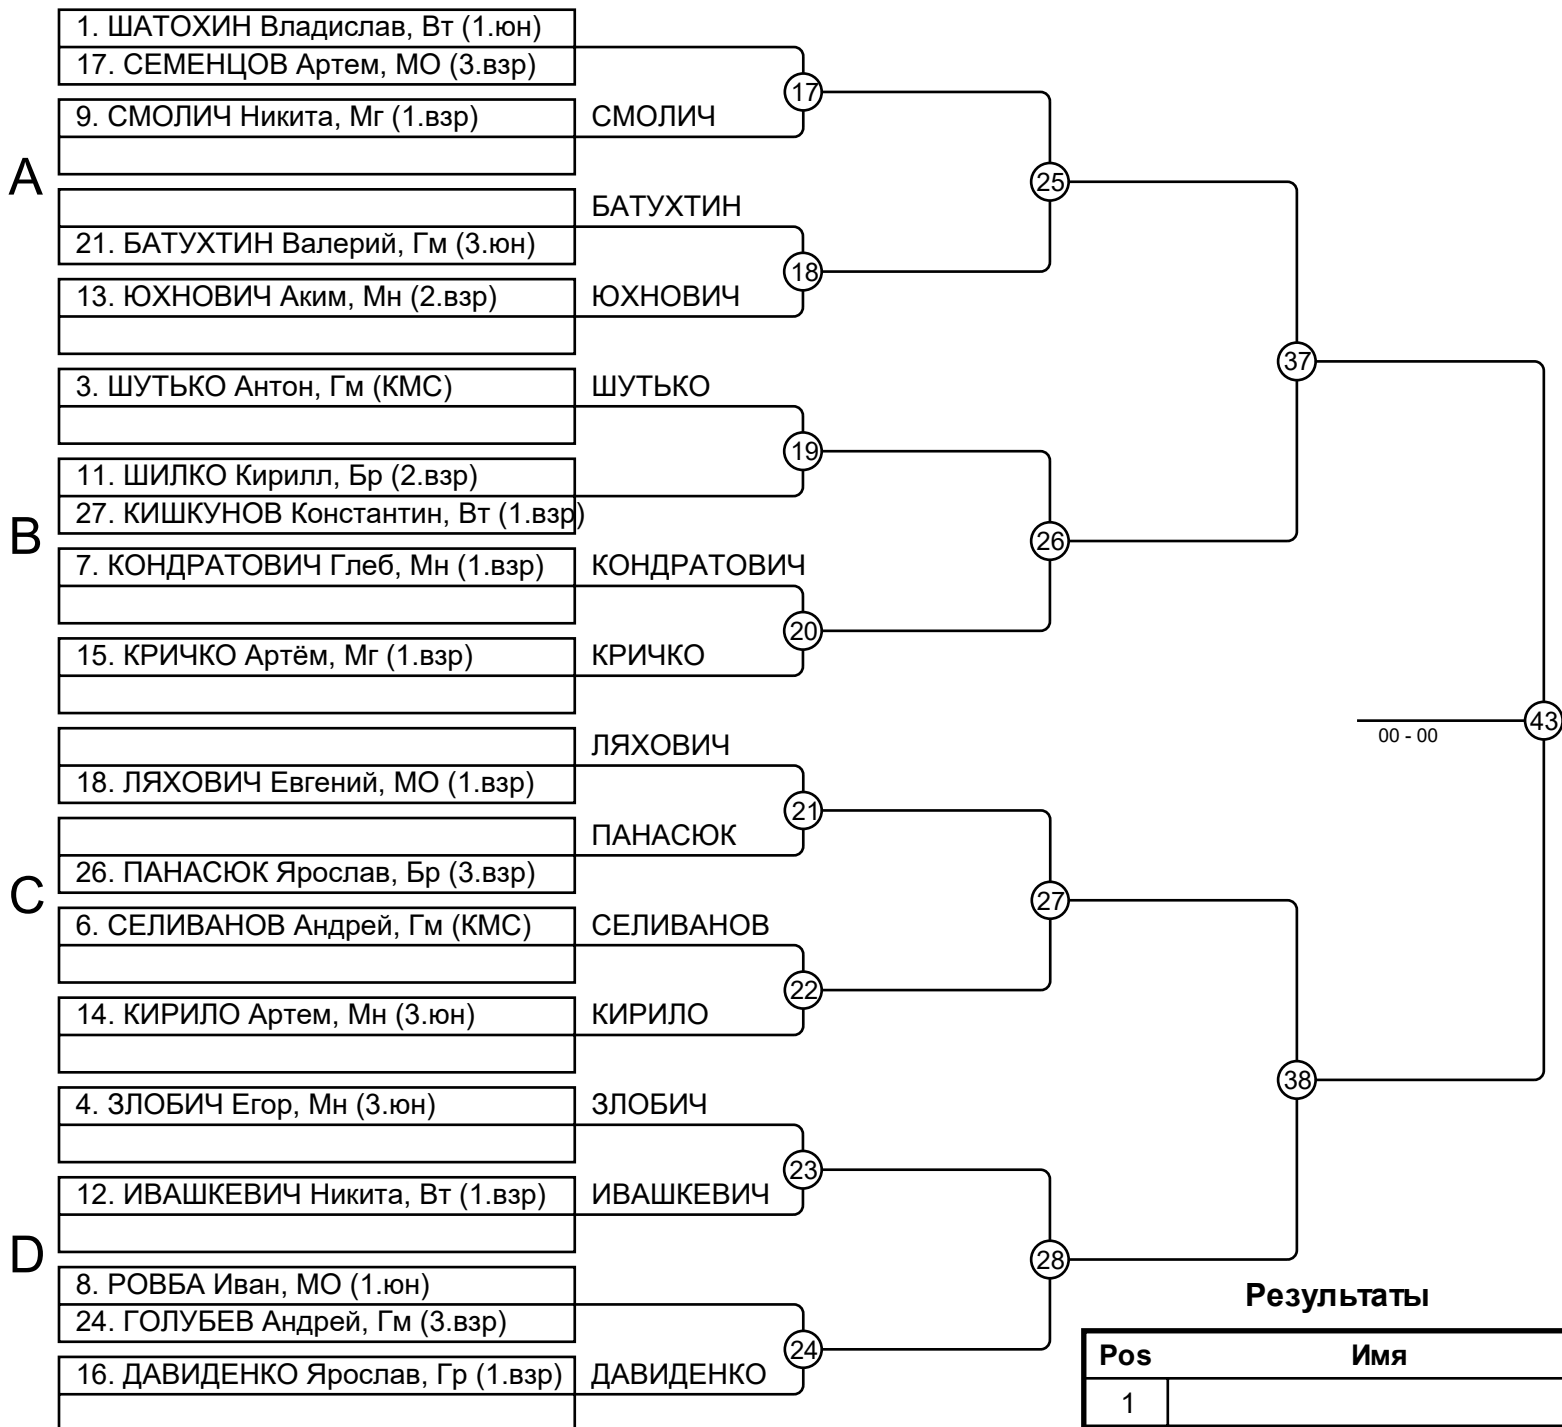 1. ШАТОХИН Владислав, Вт (1.юн)
17. СЕМЕНЦОВ Артем, МО (3.взр)
17
9. СМОЛИЧ Никита, Мг (1.взр) СМОЛИЧ
A
25
БАТУХТИН
21. БАТУХТИН Валерий, Гм (3.юн)
18
13. ЮХНОВИЧ Аким, Мн (2.взр) ЮХНОВИЧ
37
3. ШУТЬКО Антон, Гм (КМС) ШУТЬКО
19
11. ШИЛКО Кирилл, Бр (2.взр)
27. КИШКУНОВ Константин, Вт (1.взр)
B
26
7. КОНДРАТОВИЧ Глеб, Мн (1.взр) КОНДРАТОВИЧ
20
15. КРИЧКО Артём, Мг (1.взр) КРИЧКО
43
00 - 00
ЛЯХОВИЧ
18. ЛЯХОВИЧ Евгений, МО (1.взр)
21
ПАНАСЮК
26. ПАНАСЮК Ярослав, Бр (3.взр)
C
27
6. СЕЛИВАНОВ Андрей, Гм (КМС) СЕЛИВАНОВ
22
14. КИРИЛО Артем, Мн (3.юн) КИРИЛО
38
4. ЗЛОБИЧ Егор, Мн (3.юн) ЗЛОБИЧ
23
12. ИВАШКЕВИЧ Никита, Вт (1.взр) ИВАШКЕВИЧ
D
28
8. РОВБА Иван, МО (1.юн)
24. ГОЛУБЕВ Андрей, Гм (3.взр)
24
16. ДАВИДЕНКО Ярослав, Гр (1.взр) ДАВИДЕНКО
Результаты
Pos Имя
1